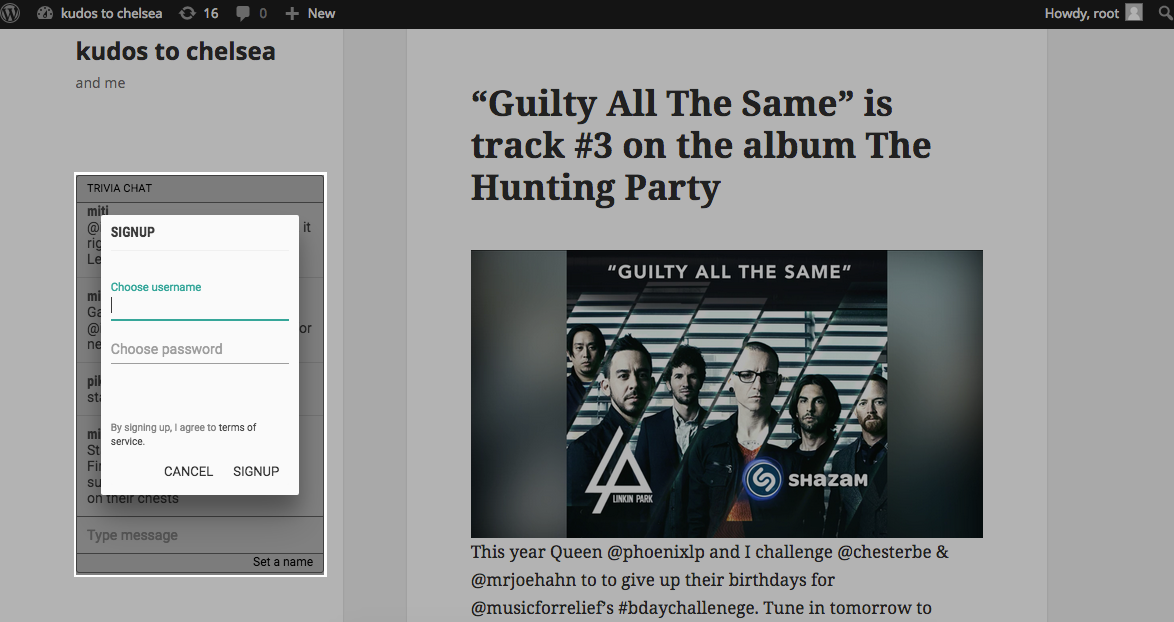 kudos to chelsea 16 0 New Howdy, root
kudos to chelsea
and me
TRIVIA CHAT
miti
@ it
Le
SIGNUP
Choose username
Ga
@ or
ne
Choose password
sta
By signing up, I agree to terms of
service.
St
Fir
su
CANCEL SIGNUP
on their chests
Type message
Set a name
“Guilty All The Same” is
track #3 on the album The
Hunting Party
“GUILTY ALL THE SAME”
LINKIN PARK
SHAZAM
This year Queen @phoenixlp and I challenge @chesterbe &
@mrjoehahn to to give up their birthdays for
@musicforrelief’s #bdaychallenege. Tune in tomorrow to